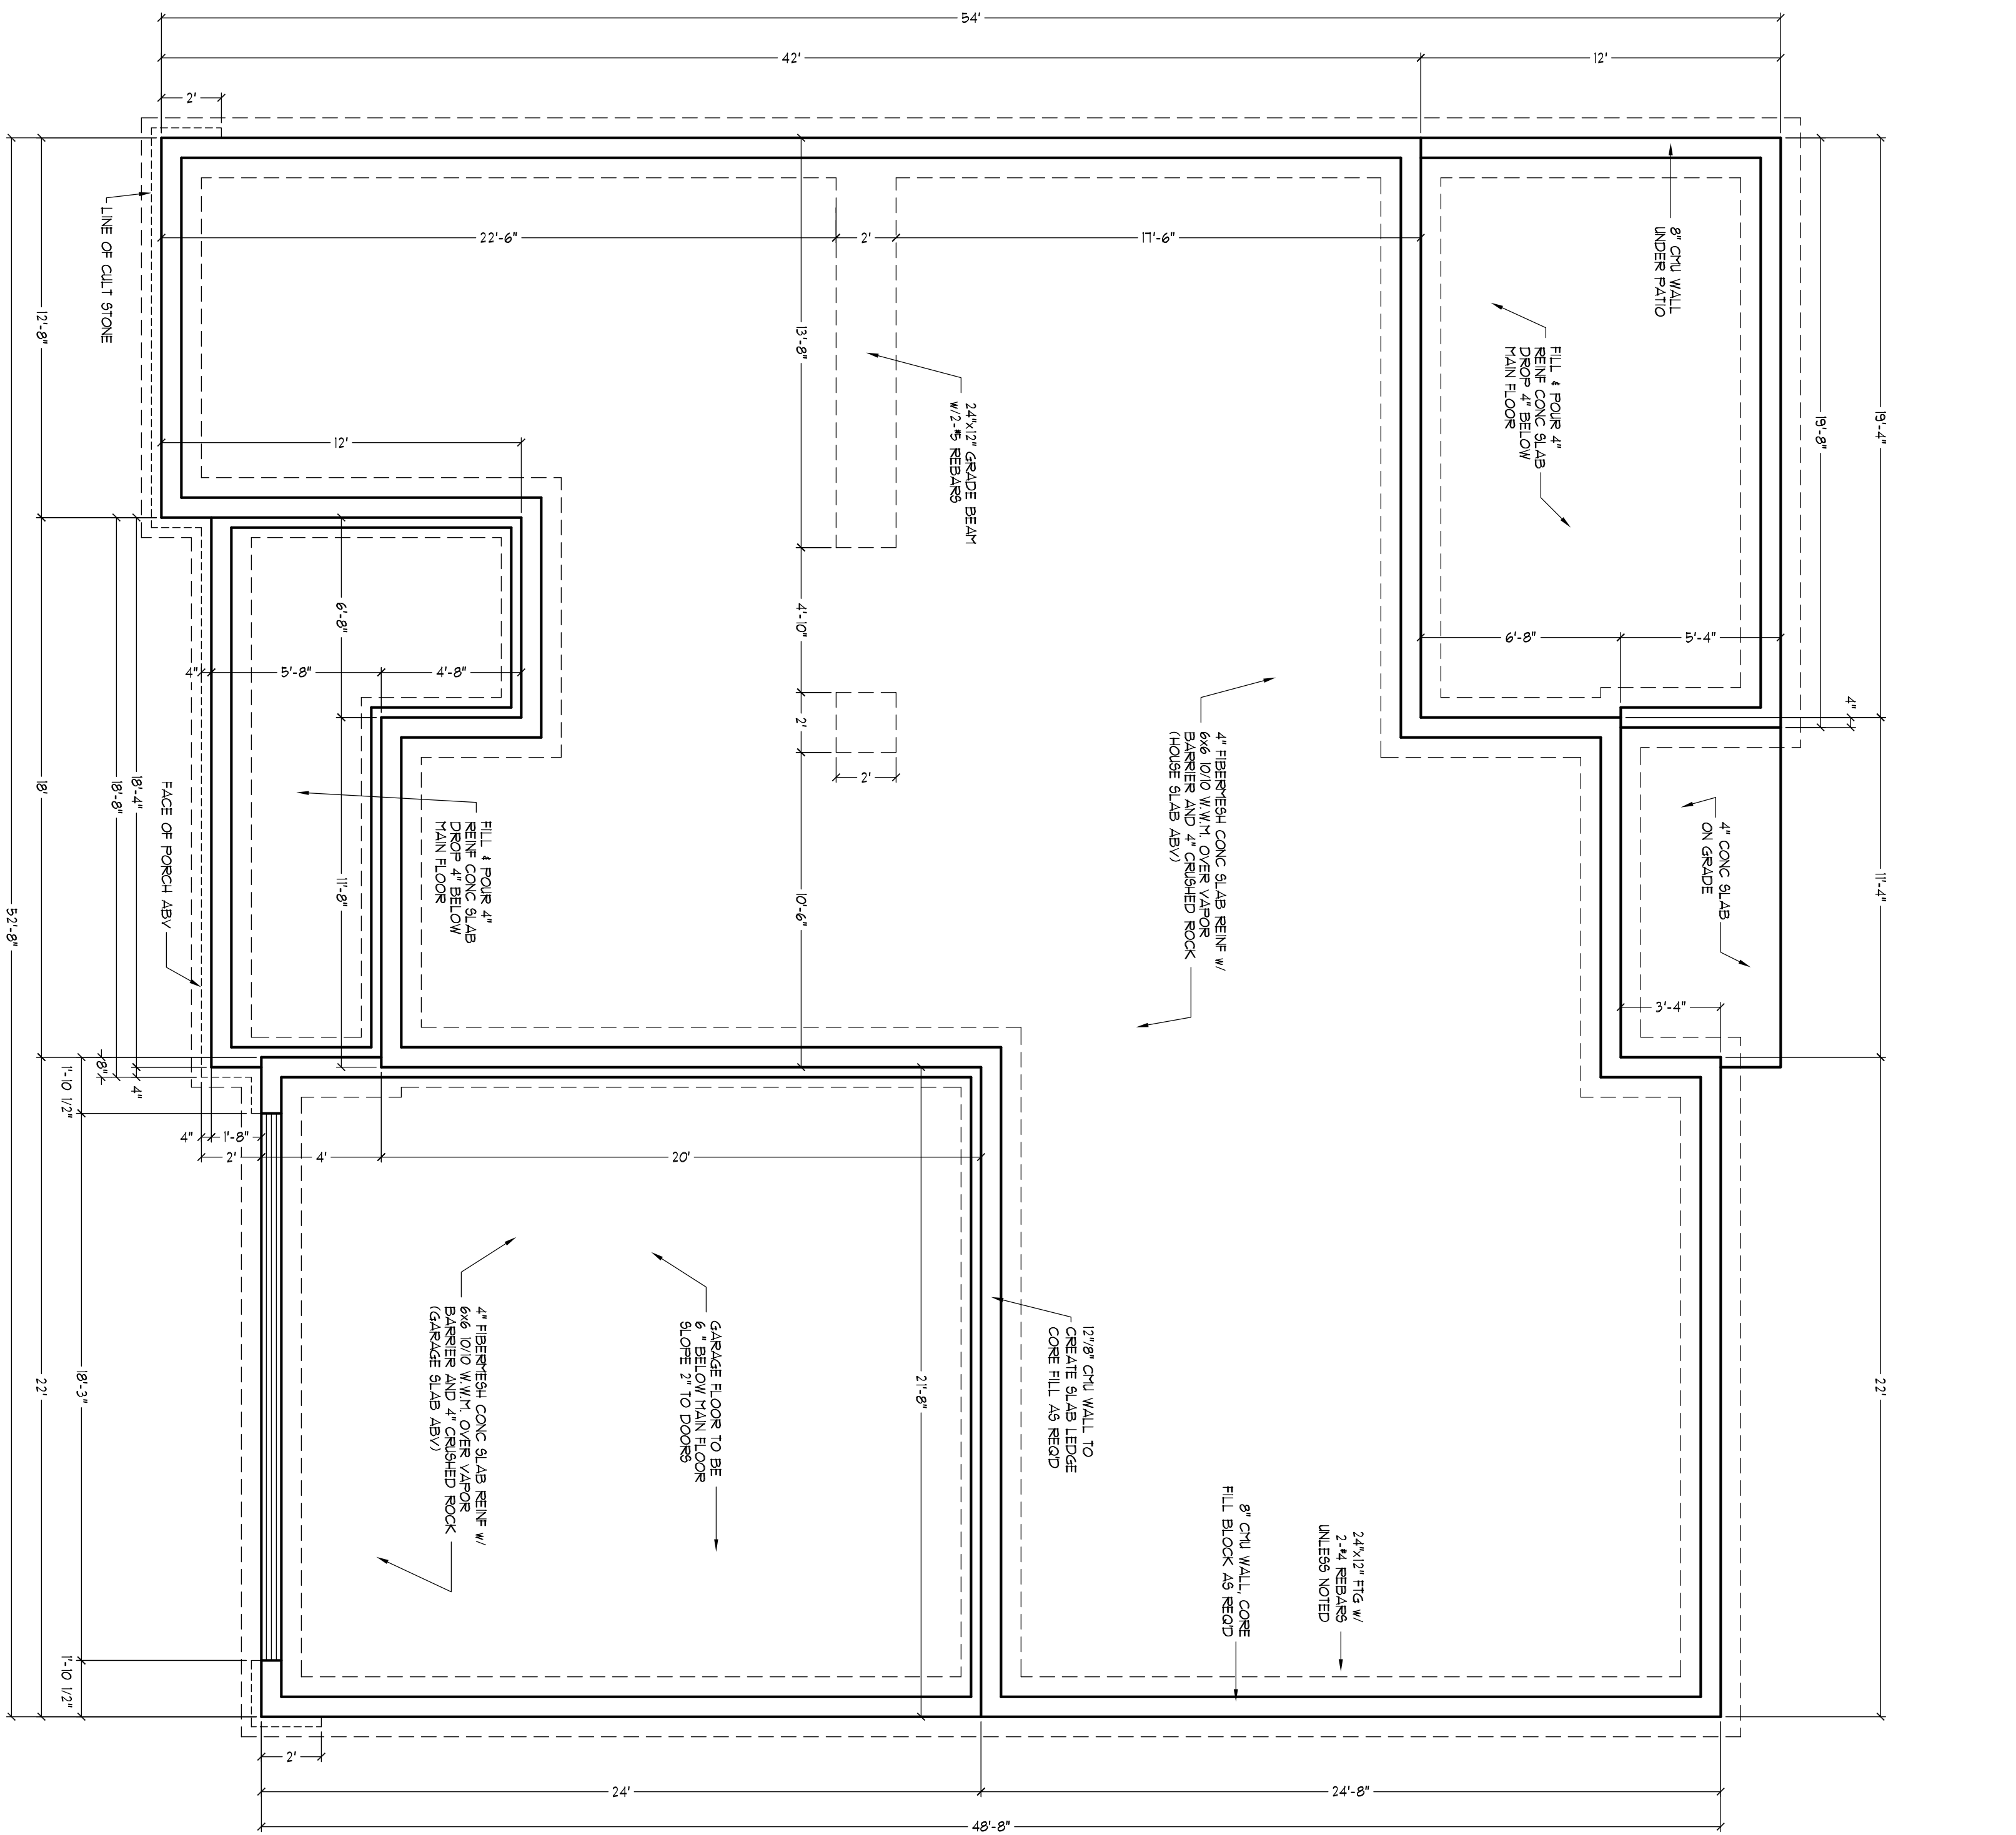 54'
42'
12'
2'
22'-6"
2'
17'-6"
13'-8"
4'-10"
2'
2'
10'-6"
12'
6'-8"
5'-4"
19'-4"
19'-8"
4"
11'-4"
22'
3'-4"
52'-8"
12'-8"
18'
22'
18'-8"
18'-4"
6'-8"
11'-8"
4"
5'-8"
4'-8"
8"
4"
1'-10 1/2"
18'-3"
1'-10 1/2"
4"
1'-8"
2'
4'
20'
21'-8"
2'
24'
24'-8"
48'-8"
LINE OF CULT STONE
8" CMU WALL
UNDER PATIO
FILL & POUR 4"
REINF CONC SLAB
DROP 4" BELOW
MAIN FLOOR
24"x12" GRADE BEAM
w/2-#5 REBARS
4" FIBERMESH CONC SLAB REINF w/
6x6 10/10 W.W.M. OVER VAPOR
BARRIER AND 4" CRUSHED ROCK
(HOUSE SLAB ABV)
4" CONC SLAB
ON GRADE
FILL & POUR 4"
REINF CONC SLAB
DROP 4" BELOW
MAIN FLOOR
FACE OF PORCH ABV
4" FIBERMESH CONC SLAB REINF w/
6x6 10/10 W.W.M. OVER VAPOR
BARRIER AND 4" CRUSHED ROCK
(GARAGE SLAB ABV)
GARAGE FLOOR TO BE
6 " BELOW MAIN FLOOR
SLOPE 2" TO DOORS
12"/8" CMU WALL TO
CREATE SLAB LEDGE
CORE FILL AS REQ'D
8" CMU WALL, CORE
FILL BLOCK AS REQ'D
24"x12" FTG w/
2-#4 REBARS
UNLESS NOTED